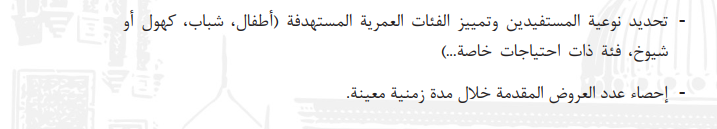 - تحديد نوعية المستفيدين وتمييز الفئات العمرية المستهدفة (أطفال، شباب، كهول أو
شيوخ، فئة ذات احتياجات خاصة...)
- إحصاء عدد العروض المقدمة خلال مدة زمنية معينة.